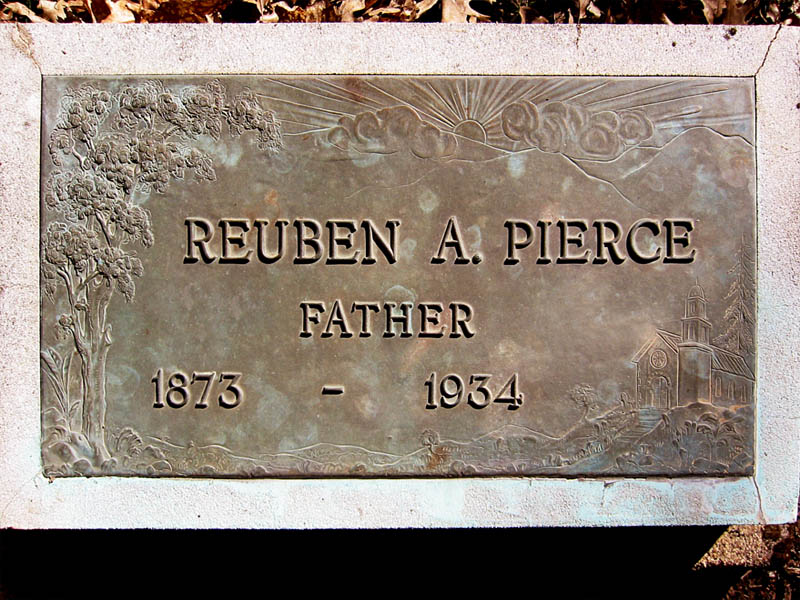 REUBEN A. PIERCE
FATHER
1873 - 1934